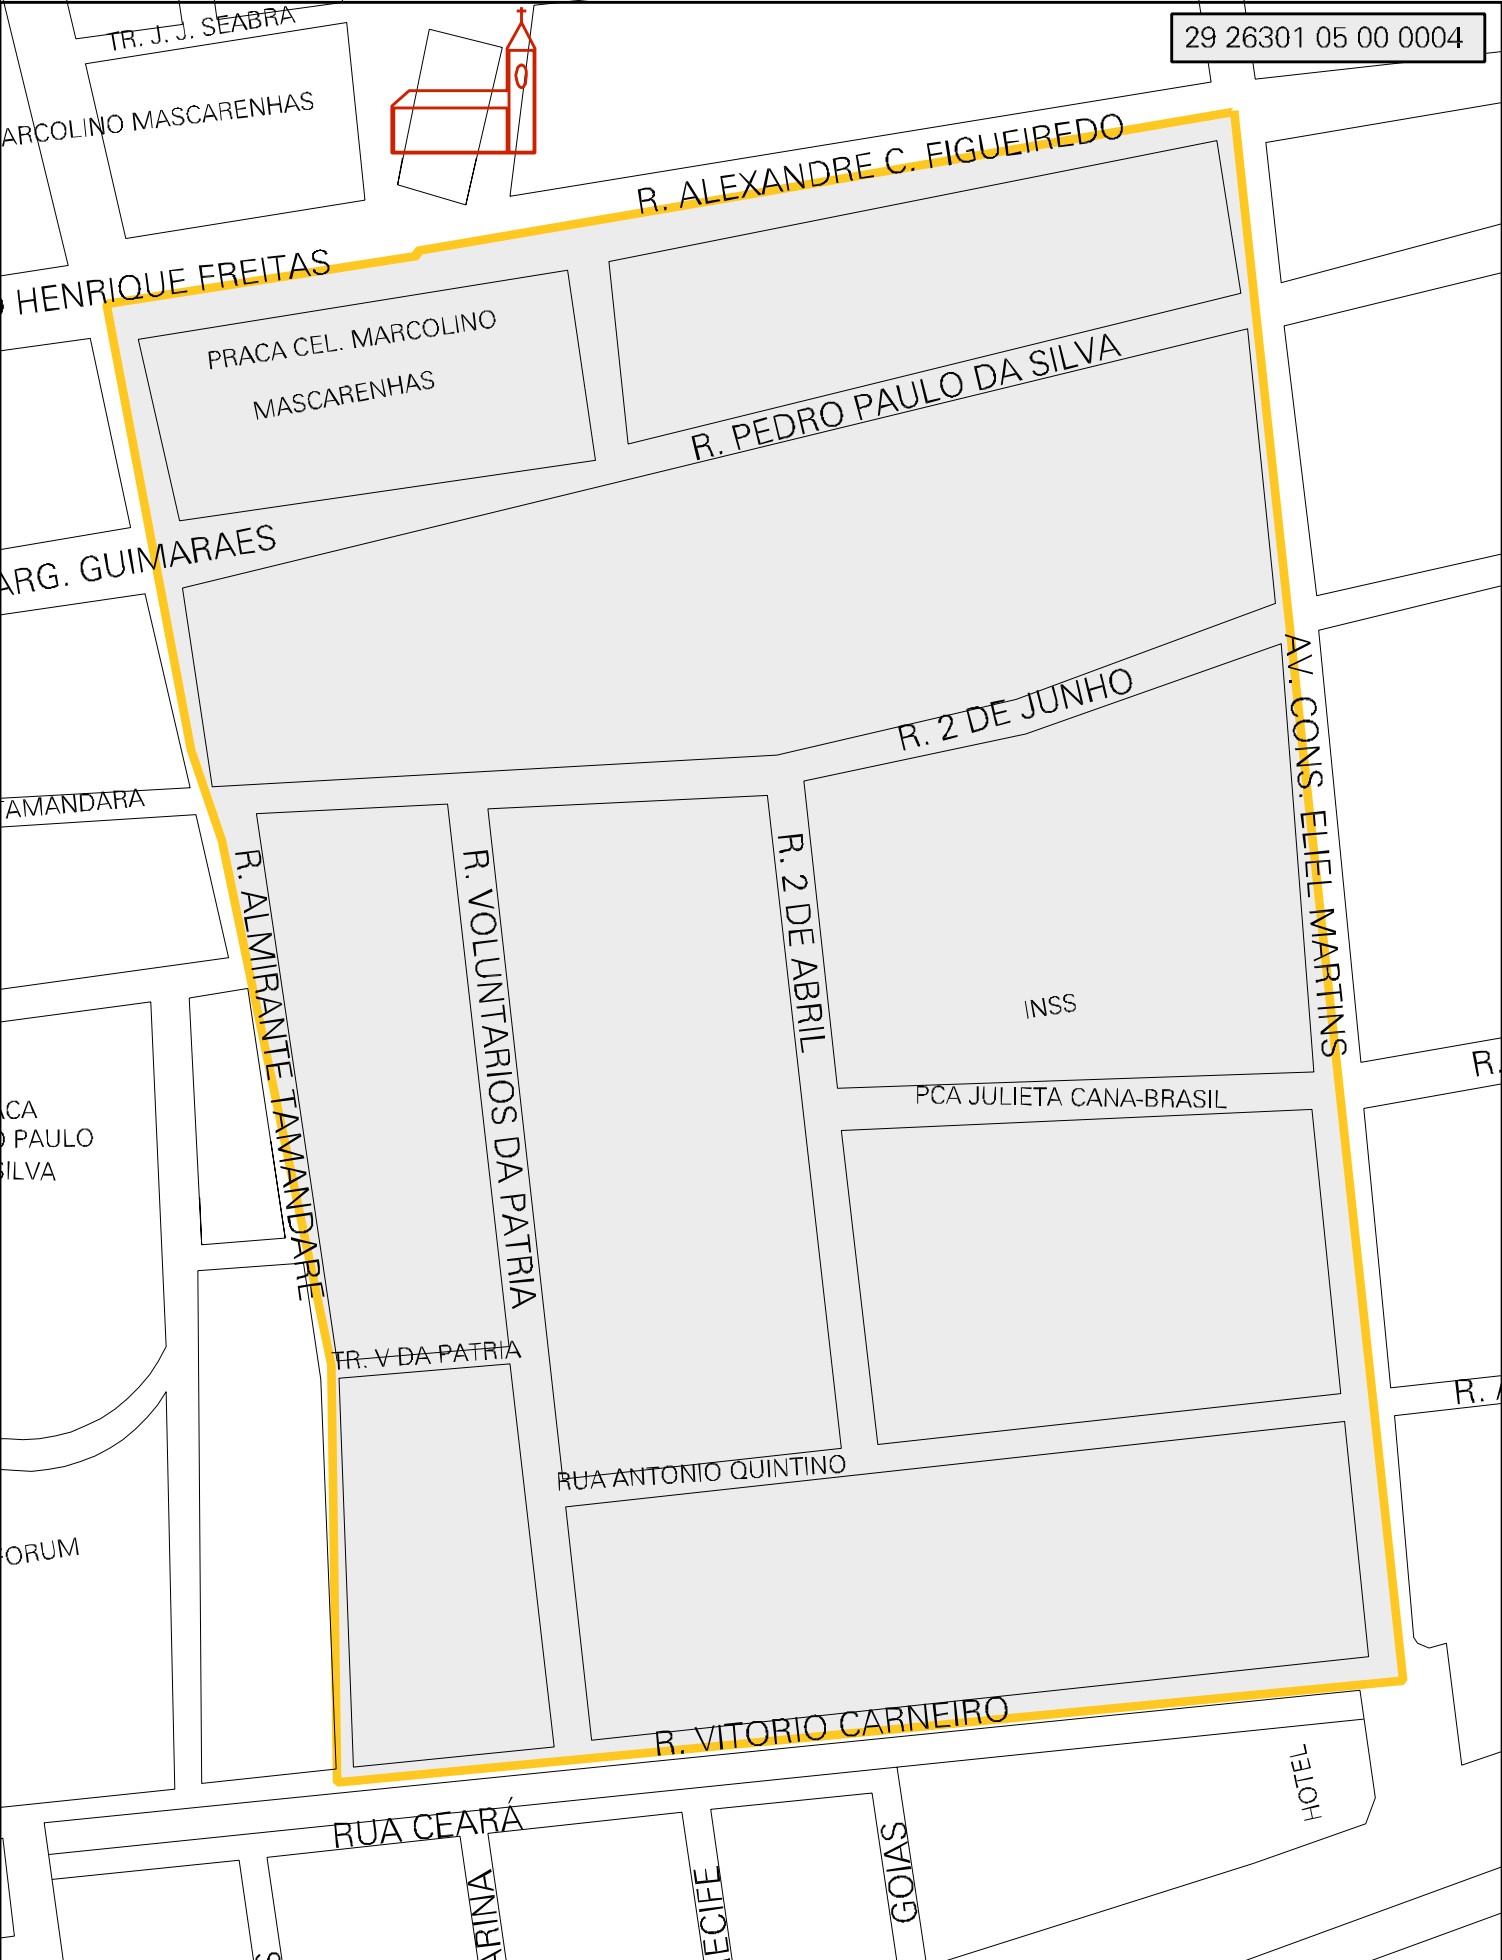 TR. J. J. SEABRA
29 26301 05 00 0004
ARCOLINO MASCARENHAS
R. ALEXANDRE C. FIGUEIREDO
HENRIQUE FREITAS
PRACA CEL. MARCOLINO
MASCARENHAS
R. PEDRO PAULO DA SILVA
ARG. GUIMARAES
AV. CONS. ELIEL MARTINS
R. 2 DE JUNHO
TAMANDARA
R. ALMIRANTE TAMANDARE
R. VOLUNTARIOS DA PATRIA
R. 2 DE ABRIL
INSS
R.
PCA JULIETA CANA-BRASIL
ACA
O PAULO
SILVA
TR. V DA PATRIA
R. A
RUA ANTONIO QUINTINO
FORUM
R. VITORIO CARNEIRO
HOTEL
RUA CEARÁ
GOIAS
ARINA
ECIFE
S